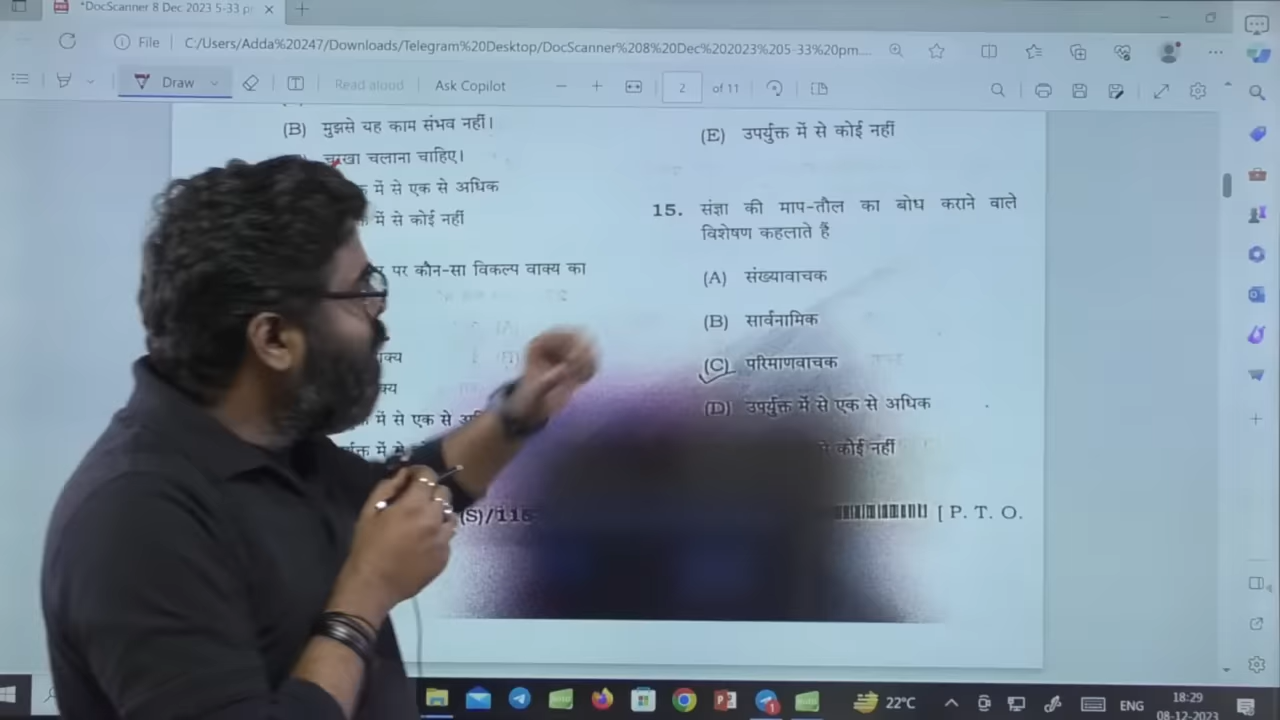 *DocScanner 8 Dec 2023 5-33 p
File
C:/Users/Adda%20247/Downloads/Telegram%20Desktop/DocScanner%208%20Dec%202023%205-33%20pm...
Draw
Read aloud
Ask Copilot
2
of 11
(B) मुझसे यह काम संभव नहीं।
चरखा चलाना चाहिए।
में से एक से अधिक
में से कोई नहीं
पर कौन-सा विकल्प वाक्य का
में से एक से
(S)/118
(E) उपर्युक्त में से कोई नहीं
15. संज्ञा की माप-तौल का बोध कराने वाले
विशेषण कहलाते हैं
(A) संख्यावाचक
(B) सार्वनामिक
(C) परिमाणवाचक
(D) उपर्युक्त में से एक से अधिक
से कोई नहीं
[ P. T. O.
22°C
ENG
18:29
08-12-2023